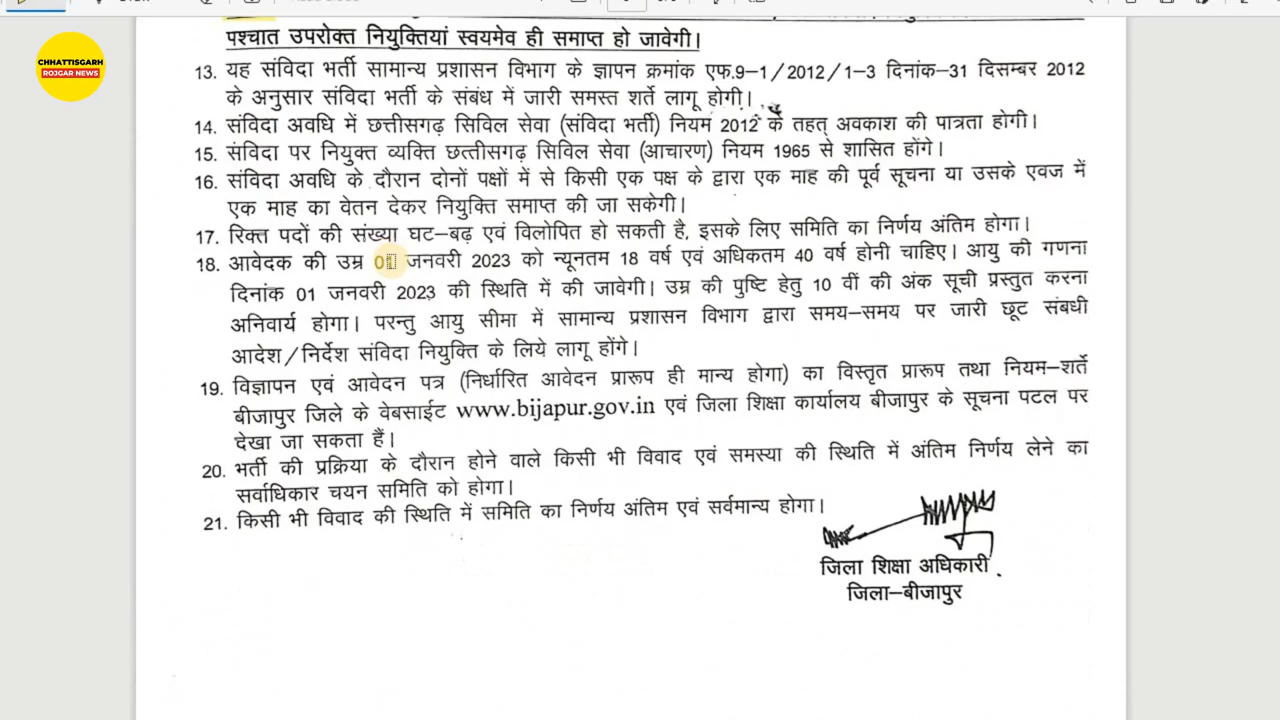 CHHATTISGARH
ROJGAR NEWS
पश्चात उपरोक्त नियुक्तियां स्वयमेव ही समाप्त हो जावेगी।
13. यह संविदा भर्ती सामान्य प्रशासन विभाग के ज्ञापन क्रमांक एफ.9-1/2012/1-3 दिनांक-31 दिसम्बर 2012
के अनुसार संविदा भर्ती के संबंध में जारी समस्त शर्ते लागू होगी।
14. संविदा अवधि में छत्तीसगढ़ सिविल सेवा (संविदा भर्ती) नियम 2012 के तहत् अवकाश की पात्रता होगी।
15. संविदा पर नियुक्त व्यक्ति छत्तीसगढ़ सिविल सेवा (आचारण) नियम 1965 से शासित होंगे।
16. संविदा अवधि के दौरान दोनों पक्षों में से किसी एक पक्ष के द्वारा एक माह की पूर्व सूचना या उसके एवज में
एक माह का वेतन देकर नियुक्ति समाप्त की जा सकेगी।
17. रिक्त पदों की संख्या घट-बढ़ एवं विलोपित हो सकती है, इसके लिए समिति का निर्णय अंतिम होगा।
18. आवेदक की उम्र जनवरी 2023 को न्यूनतम 18 वर्ष एवं अधिकतम 40 वर्ष होनी चाहिए। आयु की गणना
दिनांक 01 जनवरी 2023 की स्थिति में की जावेगी। उम्र की पुष्टि हेतु 10 वीं की अंक सूची प्रस्तुत करना
अनिवार्य होगा। परन्तु आयु सीमा में सामान्य प्रशासन विभाग द्वारा समय-समय पर जारी छूट संबधी
आदेश/निर्देश संविदा नियुक्ति के लिये लागू होंगे।
19. विज्ञापन एवं आवेदन पत्र (निर्धारित आवेदन प्रारूप ही मान्य होगा) का विस्तृत प्रारूप तथा नियम-शर्ते
बीजापुर जिले के वेबसाईट www.bijapur.gov.in एवं जिला शिक्षा कार्यालय बीजापुर के सूचना पटल पर
देखा जा सकता हैं।
20. भर्ती की प्रक्रिया के दौरान होने वाले किसी भी विवाद एवं समस्या की स्थिति में अंतिम निर्णय लेने का
सर्वाधिकार चयन समिति को होगा।
21. किसी भी विवाद की स्थिति में समिति का निर्णय अंतिम एवं सर्वमान्य होगा।
जिला शिक्षा अधिकारी
जिला-बीजापुर